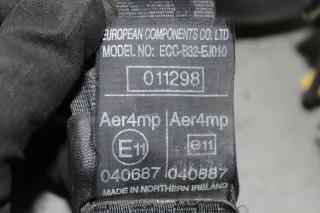 EUROPEAN COMPONENTS CO. LTD
MODEL NO: ECC-B32-EJ010
011298
Aer4mp Aer4mp
E11 e11
040687 040687
MADE IN NORTHERN IRELAND